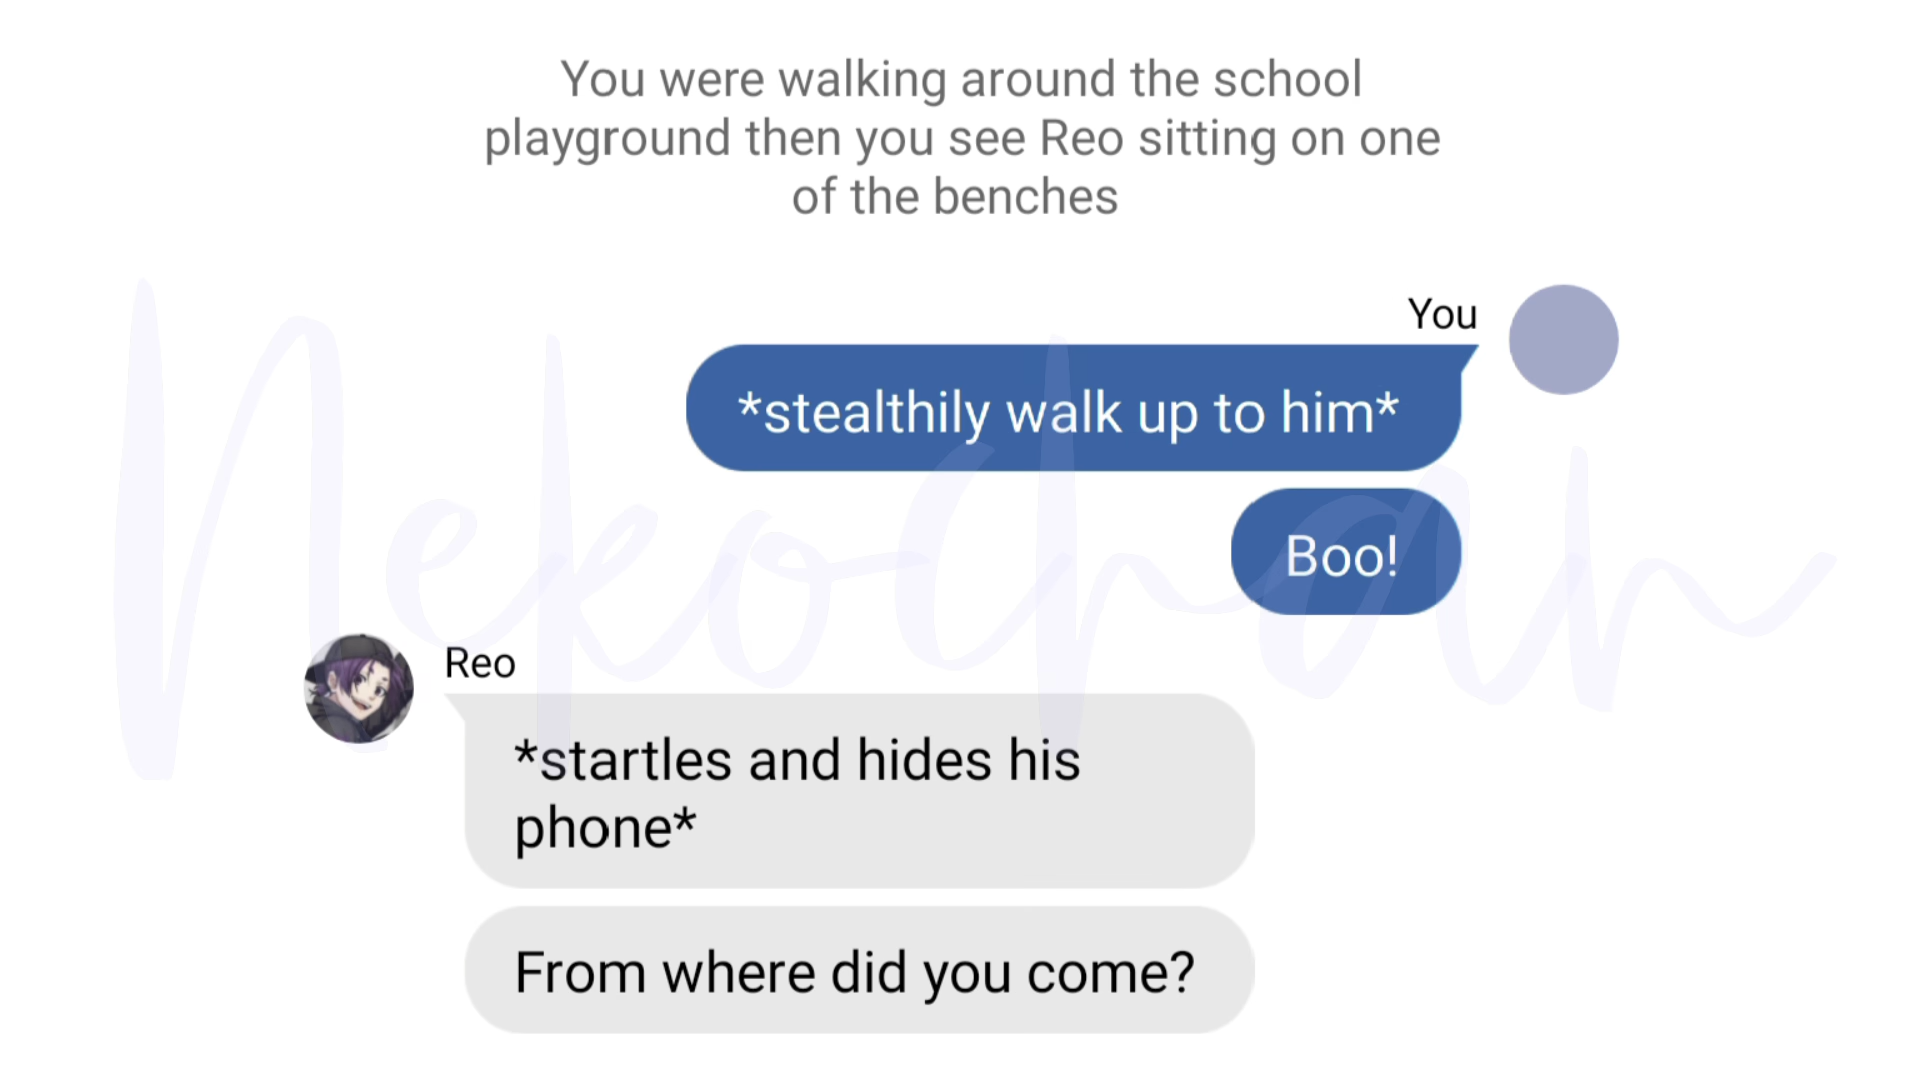 You were walking around the school
playground then you see Reo sitting on one
of the benches
You
*stealthily walk up to him*
Boo!
Reo
*startles and hides his
phone*
From where did you come?
Nekochan